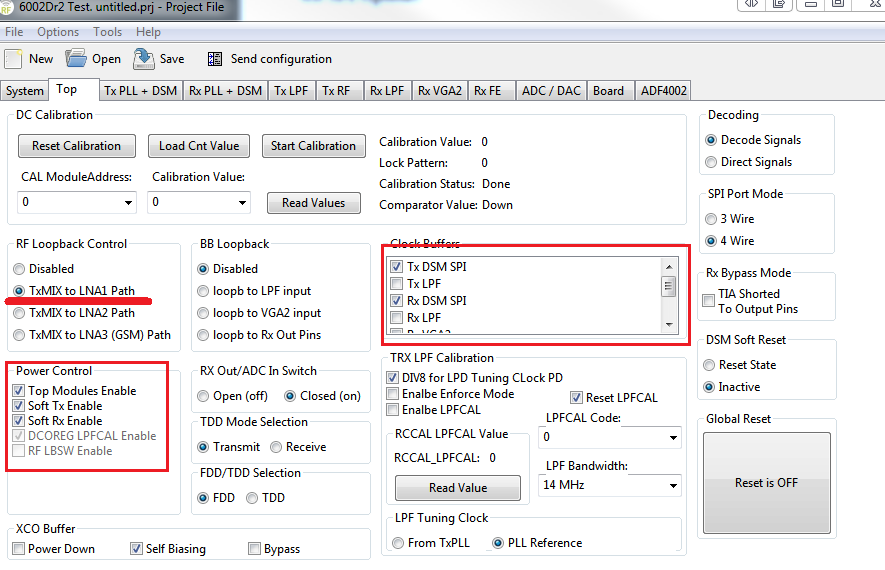 6002Dr2 Test. untitled.prj - Project File
File Options Tools Help
New Open Save Send configuration
System Top Tx PLL + DSM Rx PLL + DSM Tx LPF Tx RF Rx LPF Rx VGA2 Rx FE ADC / DAC Board ADF4002
DC Calibration
Reset Calibration Load Cnt Value Start Calibration
CAL ModuleAddress: Calibration Value:
0 0 Read Values
Calibration Value: 0
Lock Pattern: 0
Calibration Status: Done
Comparator Value: Down
Decoding
Decode Signals
Direct Signals
SPI Port Mode
3 Wire
4 Wire
RF Loopback Control
Disabled
TxMIX to LNA1 Path
TxMIX to LNA2 Path
TxMIX to LNA3 (GSM) Path
BB Loopback
Disabled
loopb to LPF input
loopb to VGA2 input
loopb to Rx Out Pins
Clock Buffers
Tx DSM SPI
Tx LPF
Rx DSM SPI
Rx LPF
Rx VGA2
Rx Bypass Mode
TIA Shorted
To Output Pins
DSM Soft Reset
Reset State
Inactive
Power Control
Top Modules Enable
Soft Tx Enable
Soft Rx Enable
DCOREG LPFCAL Enable
RF LBSW Enable
RX Out/ADC In Switch
Open (off) Closed (on)
TDD Mode Selection
Transmit Receive
FDD/TDD Selection
FDD TDD
TRX LPF Calibration
DIV8 for LPD Tuning CLock PD
Enalbe Enforce Mode
Enalbe LPFCAL
Reset LPFCAL
LPFCAL Code:
0
RCCAL LPFCAL Value
RCCAL_LPFCAL: 0
Read Value
LPF Bandwidth:
14 MHz
LPF Tuning Clock
From TxPLL PLL Reference
Global Reset
Reset is OFF
XCO Buffer
Power Down Self Biasing Bypass